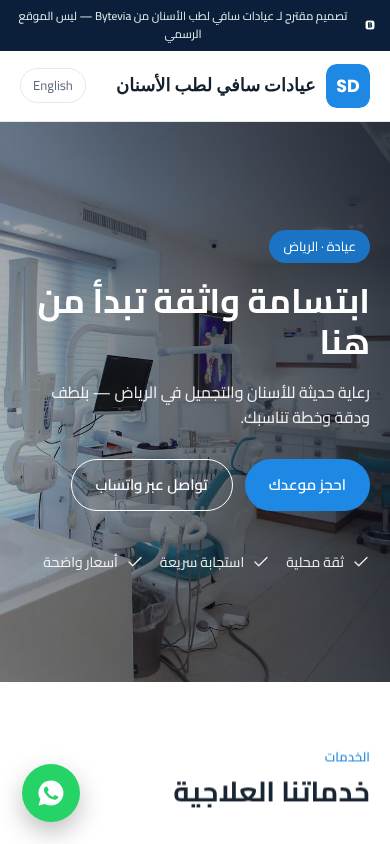 تصميم مقترح لـ عيادات سافي لطب الأسنان من Bytevia — ليس الموقع
الرسمي
SD
عيادات سافي لطب الأسنان
English
عيادة · الرياض
ابتسامة واثقة تبدأ من
هنا
رعاية حديثة للأسنان والتجميل في الرياض — بلطف
ودقة وخطة تناسبك.
احجز موعدك
تواصل عبر واتساب
ثقة محلية
استجابة سريعة
أسعار واضحة
الخدمات
خدماتنا العلاجية